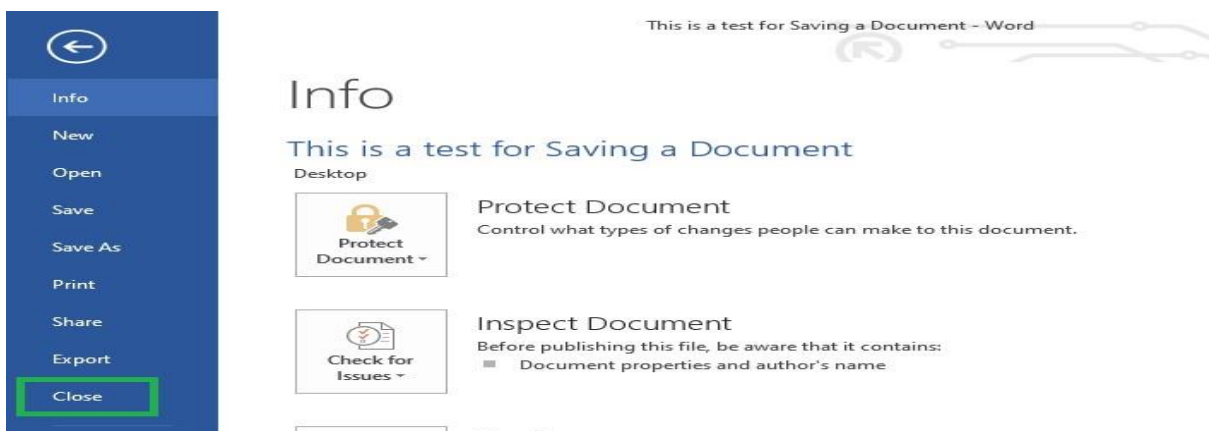 This is a test for Saving a Document - Word
Info
New
Open
Save
Save As
Print
Share
Export
Close
Info
This is a test for Saving a Document
Desktop
Protect
Document
Protect Document
Control what types of changes people can make to this document.
Check for
Issues
Inspect Document
Before publishing this file, be aware that it contains:
Document properties and author's name